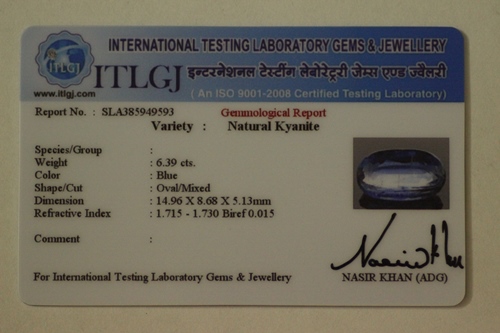 INTERNATIONAL TESTING LABORATORY GEMS & JEWELLERY
ITLGJ
ITLGJ इन्टरनेशनल टेस्टींग लेबोरेट्ररी जेम्स एण्ड ज्वैलरी
www.itlgj.com
( An ISO 9001-2008 Certified Testing Laboratory)
Report No. : SLA385949593 Gemmological Report
Variety : Natural Kyanite
Species/Group :
Weight : 6.39 cts.
Color : Blue
Shape/Cut : Oval/Mixed
Dimension : 14.96 X 8.68 X 5.13mm
Refractive Index : 1.715 - 1.730 Biref 0.015
Comment :
For International Testing Laboratory Gems & Jewellery NASIR KHAN (ADG)